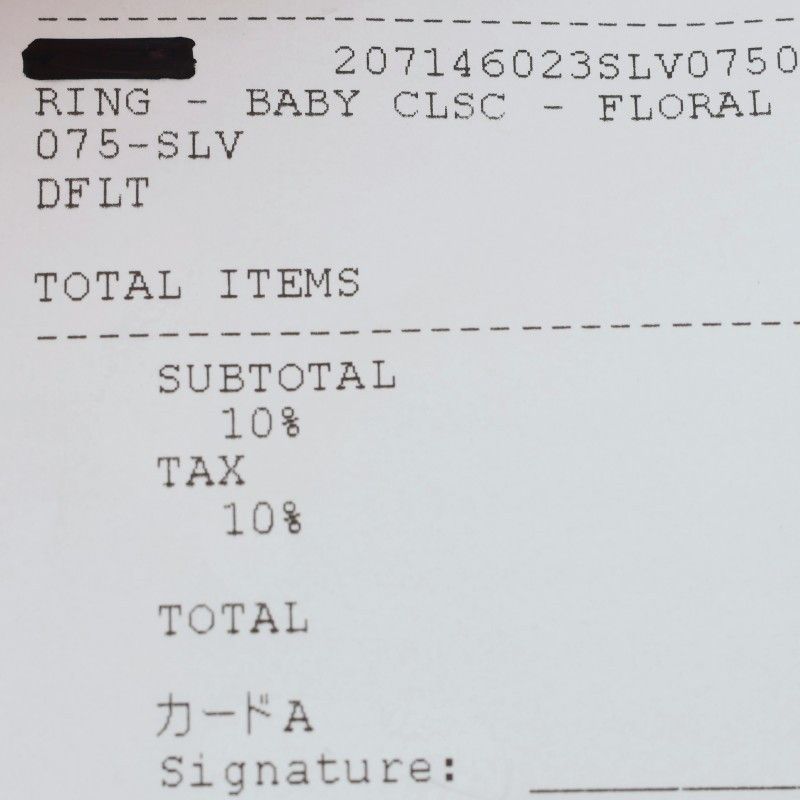 207146023SLV0750
RING - BABY CLSC - FLORAL
075-SLV
DFLT
TOTAL ITEMS
SUBTOTAL
10%
TAX
10%
TOTAL
カードA
Signature: